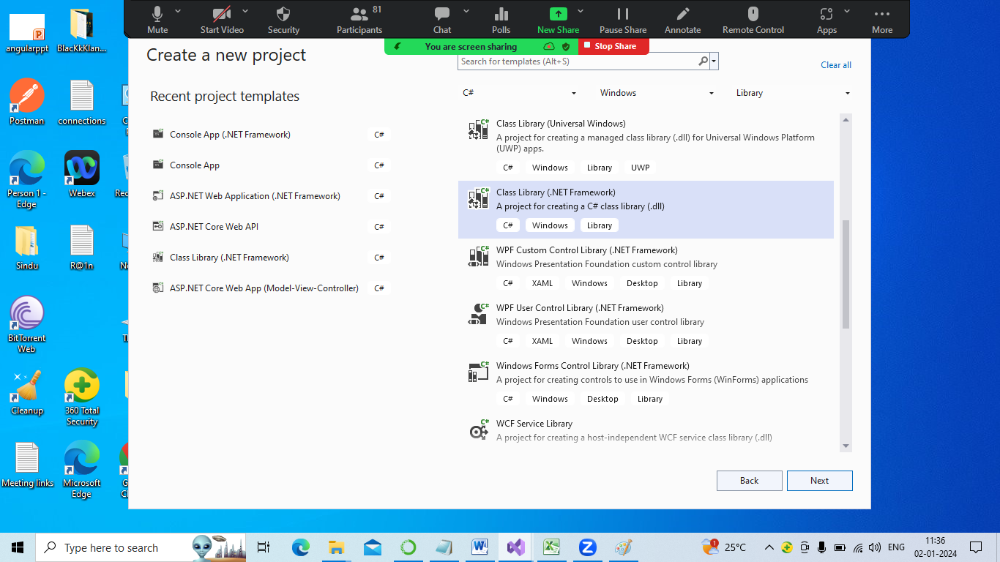 Mute
Start Video
Security
Participants
81
Chat
Polls
New Share
Pause Share
Annotate
Remote Control
Apps
More
You are screen sharing
Stop Share
angularppt
BlacKkKlan...
Postman
connections
Person 1 -
Edge
Webex
Sindu
R@1n
BitTorrent
Web
Cleanup
360 Total
Security
Meeting links
Microsoft
Edge
Create a new project
Search for templates (Alt+S)
Clear all
Recent project templates
C#
Windows
Library
Console App (.NET Framework) C#
Console App C#
ASP.NET Web Application (.NET Framework) C#
ASP.NET Core Web API C#
Class Library (.NET Framework) C#
ASP.NET Core Web App (Model-View-Controller) C#
Class Library (Universal Windows)
A project for creating a managed class library (.dll) for Universal Windows Platform
(UWP) apps.
C# Windows Library UWP
Class Library (.NET Framework)
A project for creating a C# class library (.dll)
C# Windows Library
WPF Custom Control Library (.NET Framework)
Windows Presentation Foundation custom control library
C# XAML Windows Desktop Library
WPF User Control Library (.NET Framework)
Windows Presentation Foundation user control library
C# XAML Windows Desktop Library
Windows Forms Control Library (.NET Framework)
A project for creating controls to use in Windows Forms (WinForms) applications
C# Windows Desktop Library
WCF Service Library
A project for creating a host-independent WCF service class library (.dll)
Back
Next
Type here to search
25°C
ENG
11:36
02-01-2024